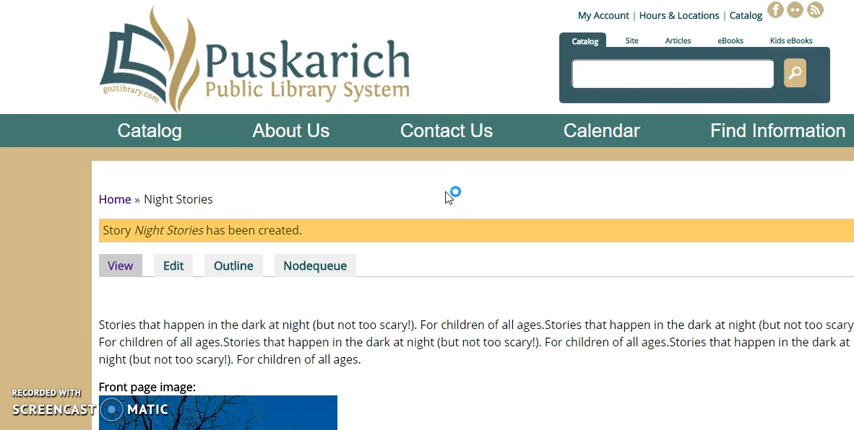 My Account | Hours & Locations | Catalog
Puskarich
Public Library System
go2Library.com
Catalog Site Articles eBooks Kids eBooks
Catalog About Us Contact Us Calendar Find Information
Home » Night Stories
Story Night Stories has been created.
View Edit Outline Nodequeue
Stories that happen in the dark at night (but not too scary!). For children of all ages.Stories that happen in the dark at night (but not too scary
For children of all ages.Stories that happen in the dark at night (but not too scary!). For children of all ages.Stories that happen in the dark at
night (but not too scary!). For children of all ages.
Front page image:
RECORDED WITH
SCREENCAST MATIC